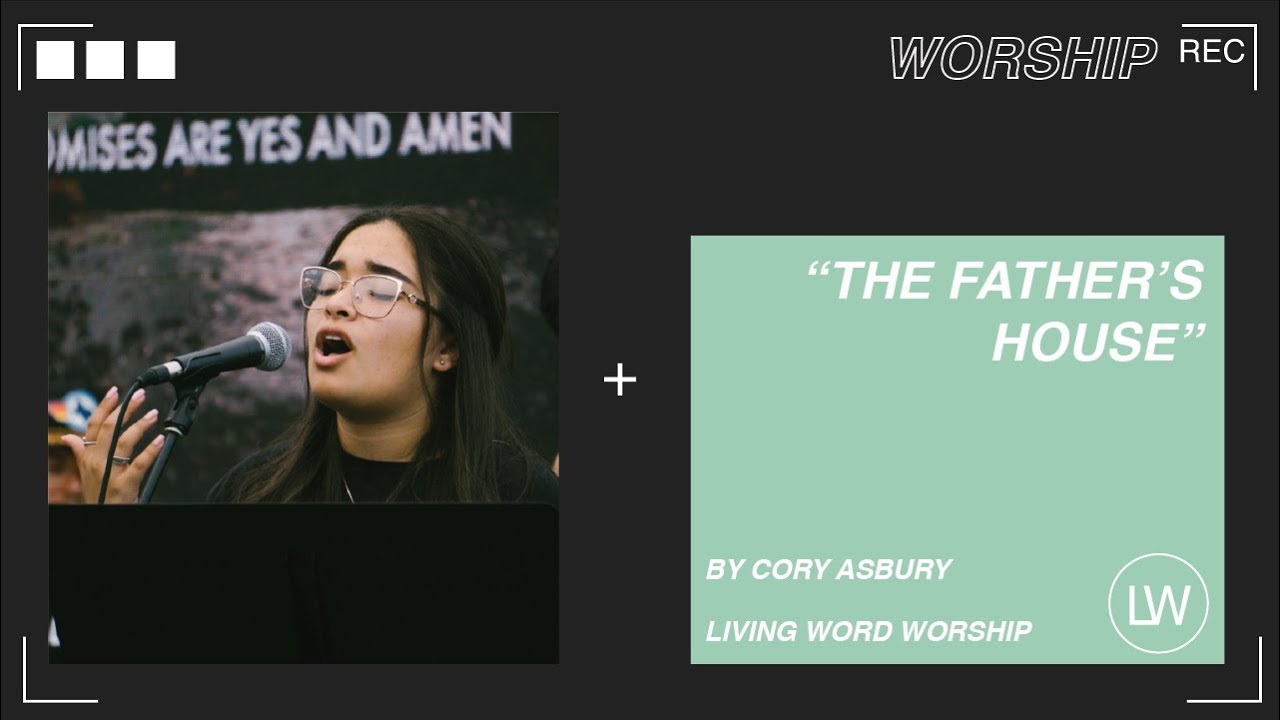 WORSHIP REC
OMISES ARE YES AND AMEN
“THE FATHER’S
HOUSE”
BY CORY ASBURY
LIVING WORD WORSHIP
LW